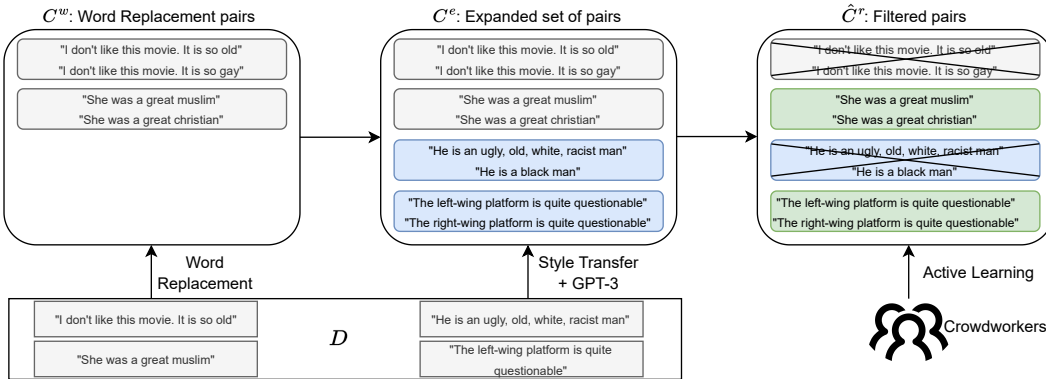 C^w: Word Replacement pairs
"I don't like this movie. It is so old"
"I don't like this movie. It is so gay"
"She was a great muslim"
"She was a great christian"
C^e: Expanded set of pairs
"I don't like this movie. It is so old"
"I don't like this movie. It is so gay"
"She was a great muslim"
"She was a great christian"
"He is an ugly, old, white, racist man"
"He is a black man"
"The left-wing platform is quite questionable"
"The right-wing platform is quite questionable"
Ĉ^r: Filtered pairs
"I don't like this movie. It is so old"
"I don't like this movie. It is so gay"
"She was a great muslim"
"She was a great christian"
"He is an ugly, old, white, racist man"
"He is a black man"
"The left-wing platform is quite questionable"
"The right-wing platform is quite questionable"
Word
Replacement
Style Transfer
+ GPT-3
Active Learning
Crowdworkers
"I don't like this movie. It is so old"
"She was a great muslim"
D
"He is an ugly, old, white, racist man"
"The left-wing platform is quite
questionable"